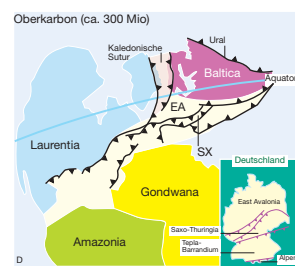 Oberkarbon (ca. 300 Mio)
Kaledonische
Sutur
Ural
Baltica
Äquator
EA
Laurentia
SX
Gondwana
Amazonia
D
Deutschland
East Avalonia
Saxo-Thuringia
Tepla-
Barrandium
Alpen